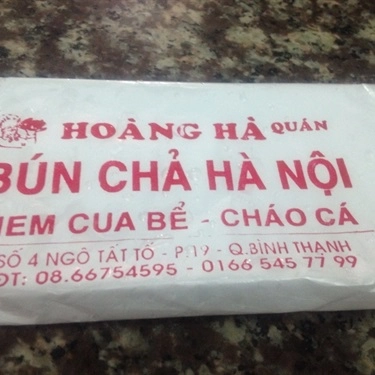 HOÀNG HÀ QUÁN
BÚN CHẢ HÀ NỘI
NEM CUA BỂ - CHÁO CÁ
SỐ 4 NGÔ TẤT TỐ - P.19 - Q.BÌNH THẠNH
ĐT: 08.66754595 - 0166 545 77 99